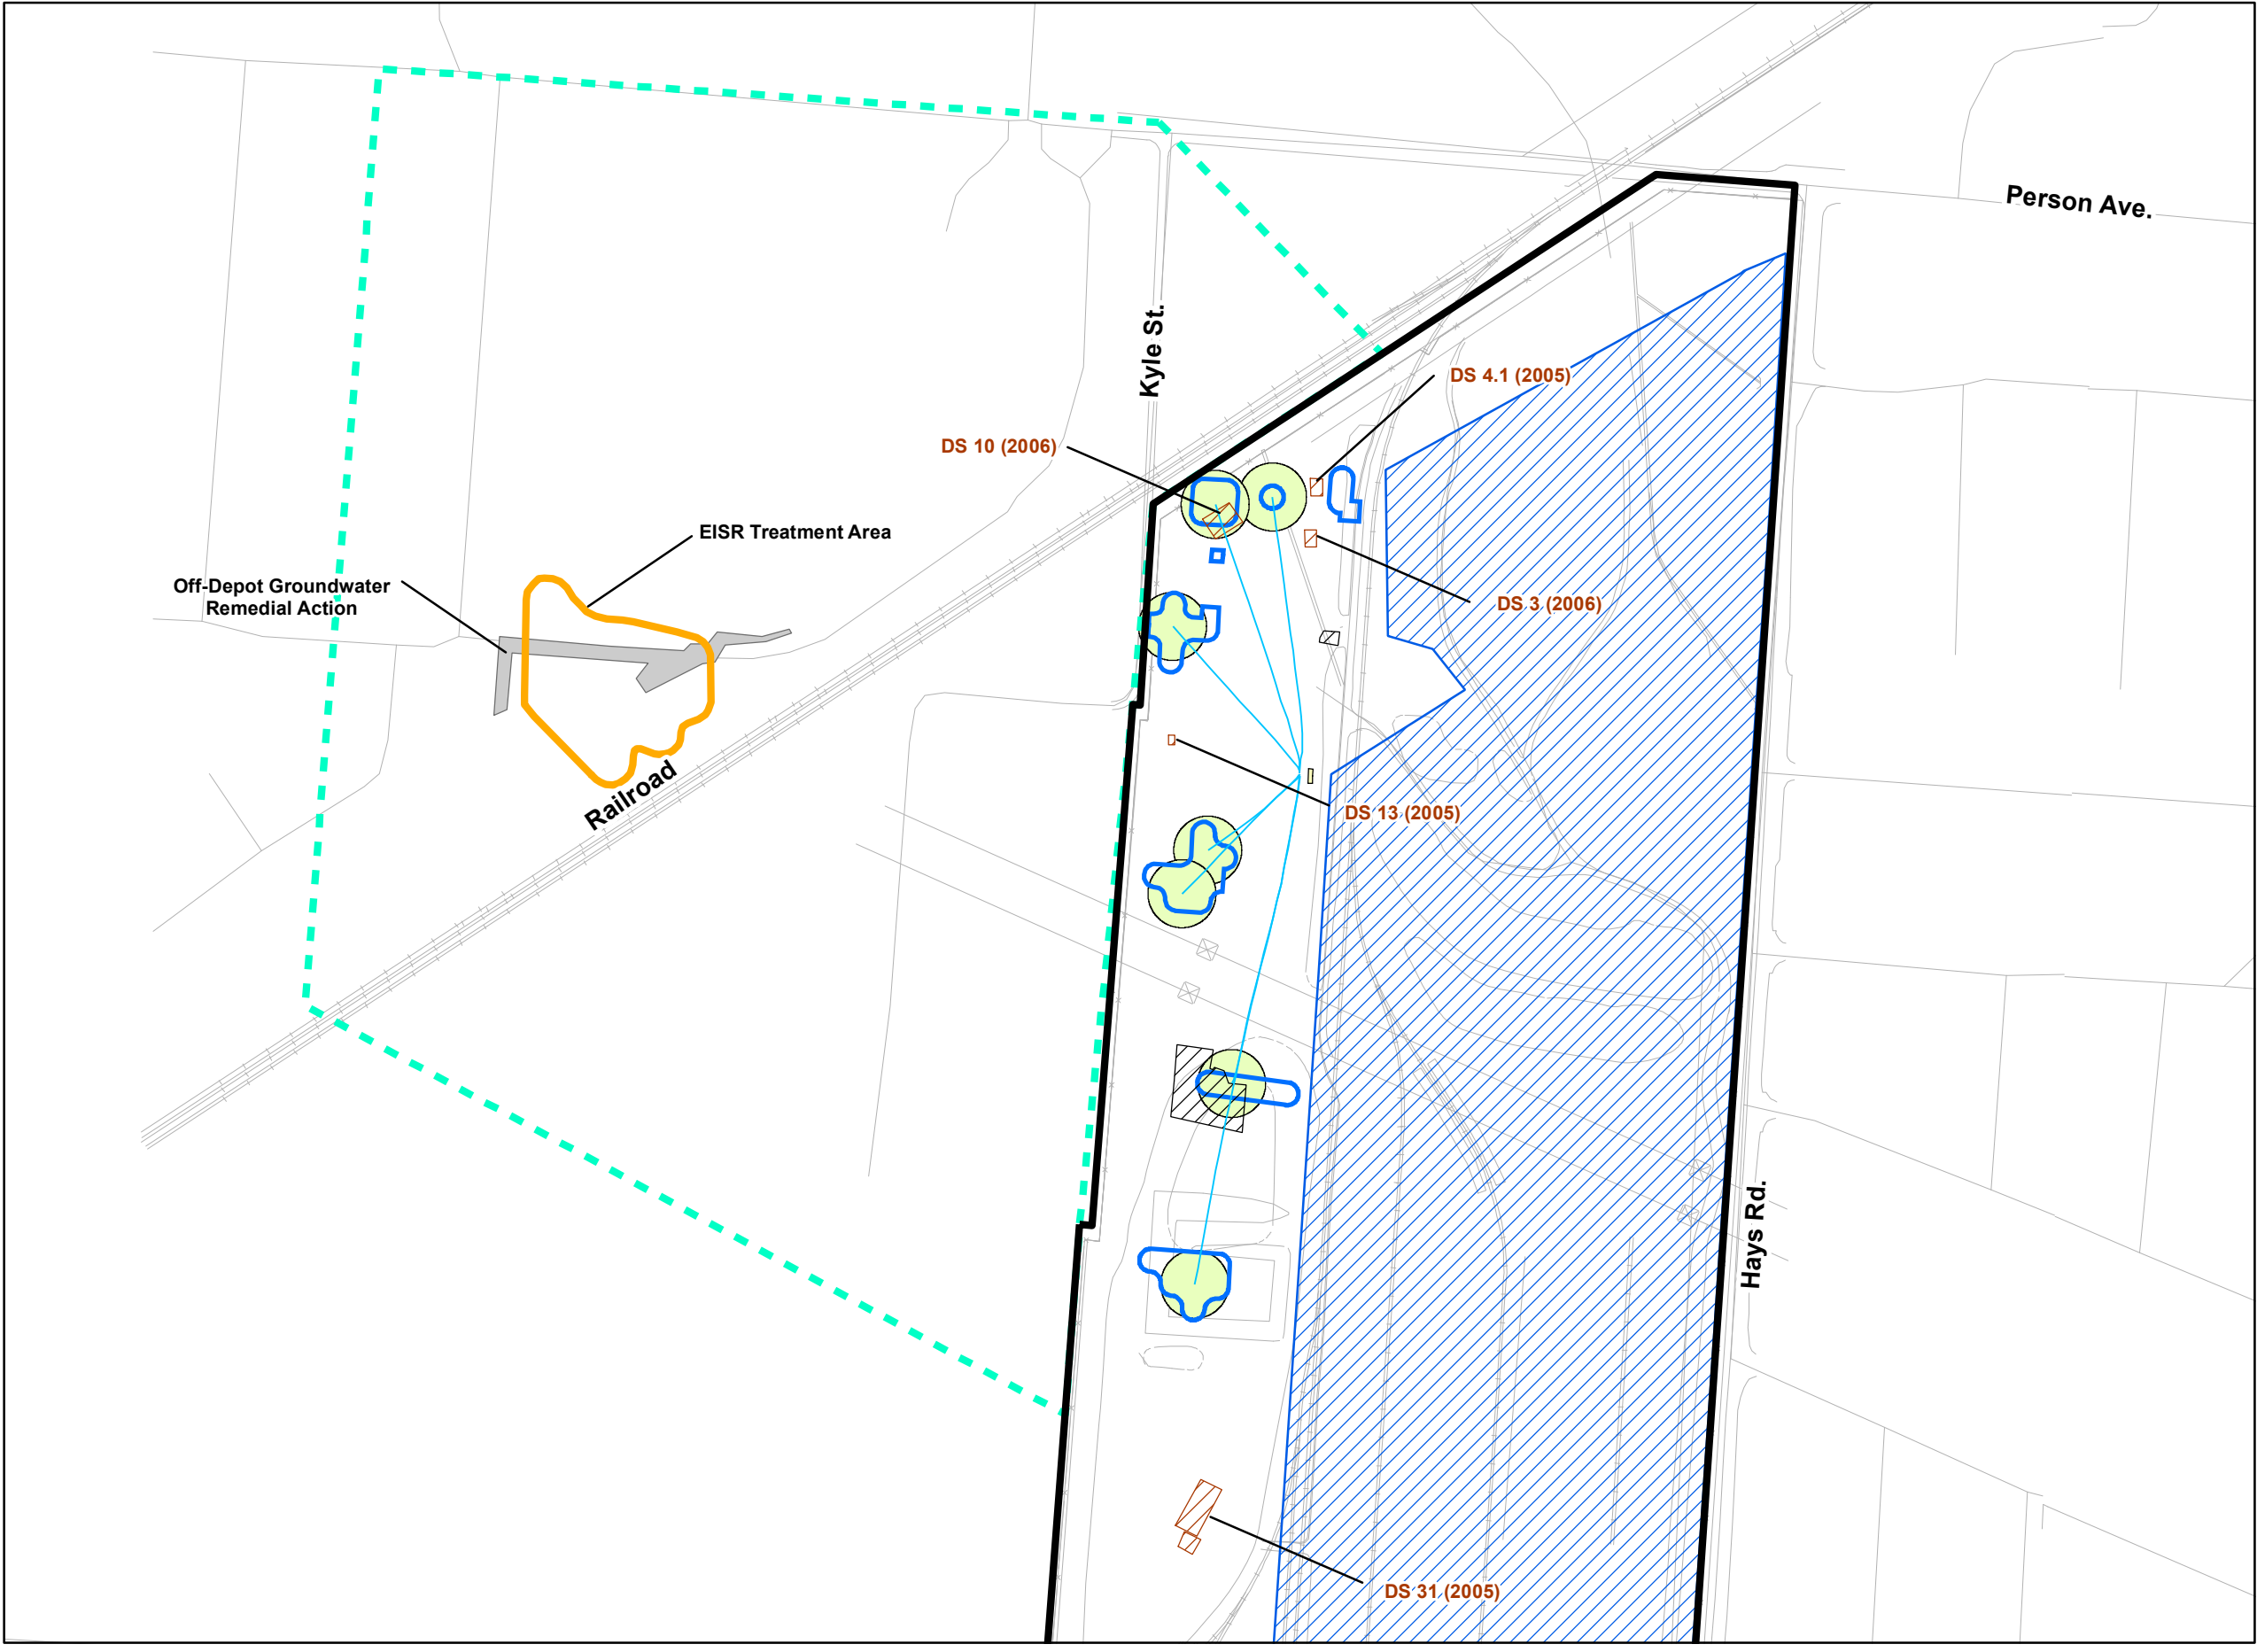 Person Ave.
Kyle St.
DS 4.1 (2005)
DS 10 (2006)
EISR Treatment Area
Off-Depot Groundwater
Remedial Action
DS 3 (2006)
Railroad
DS 13 (2005)
Hays Rd.
DS 31 (2005)